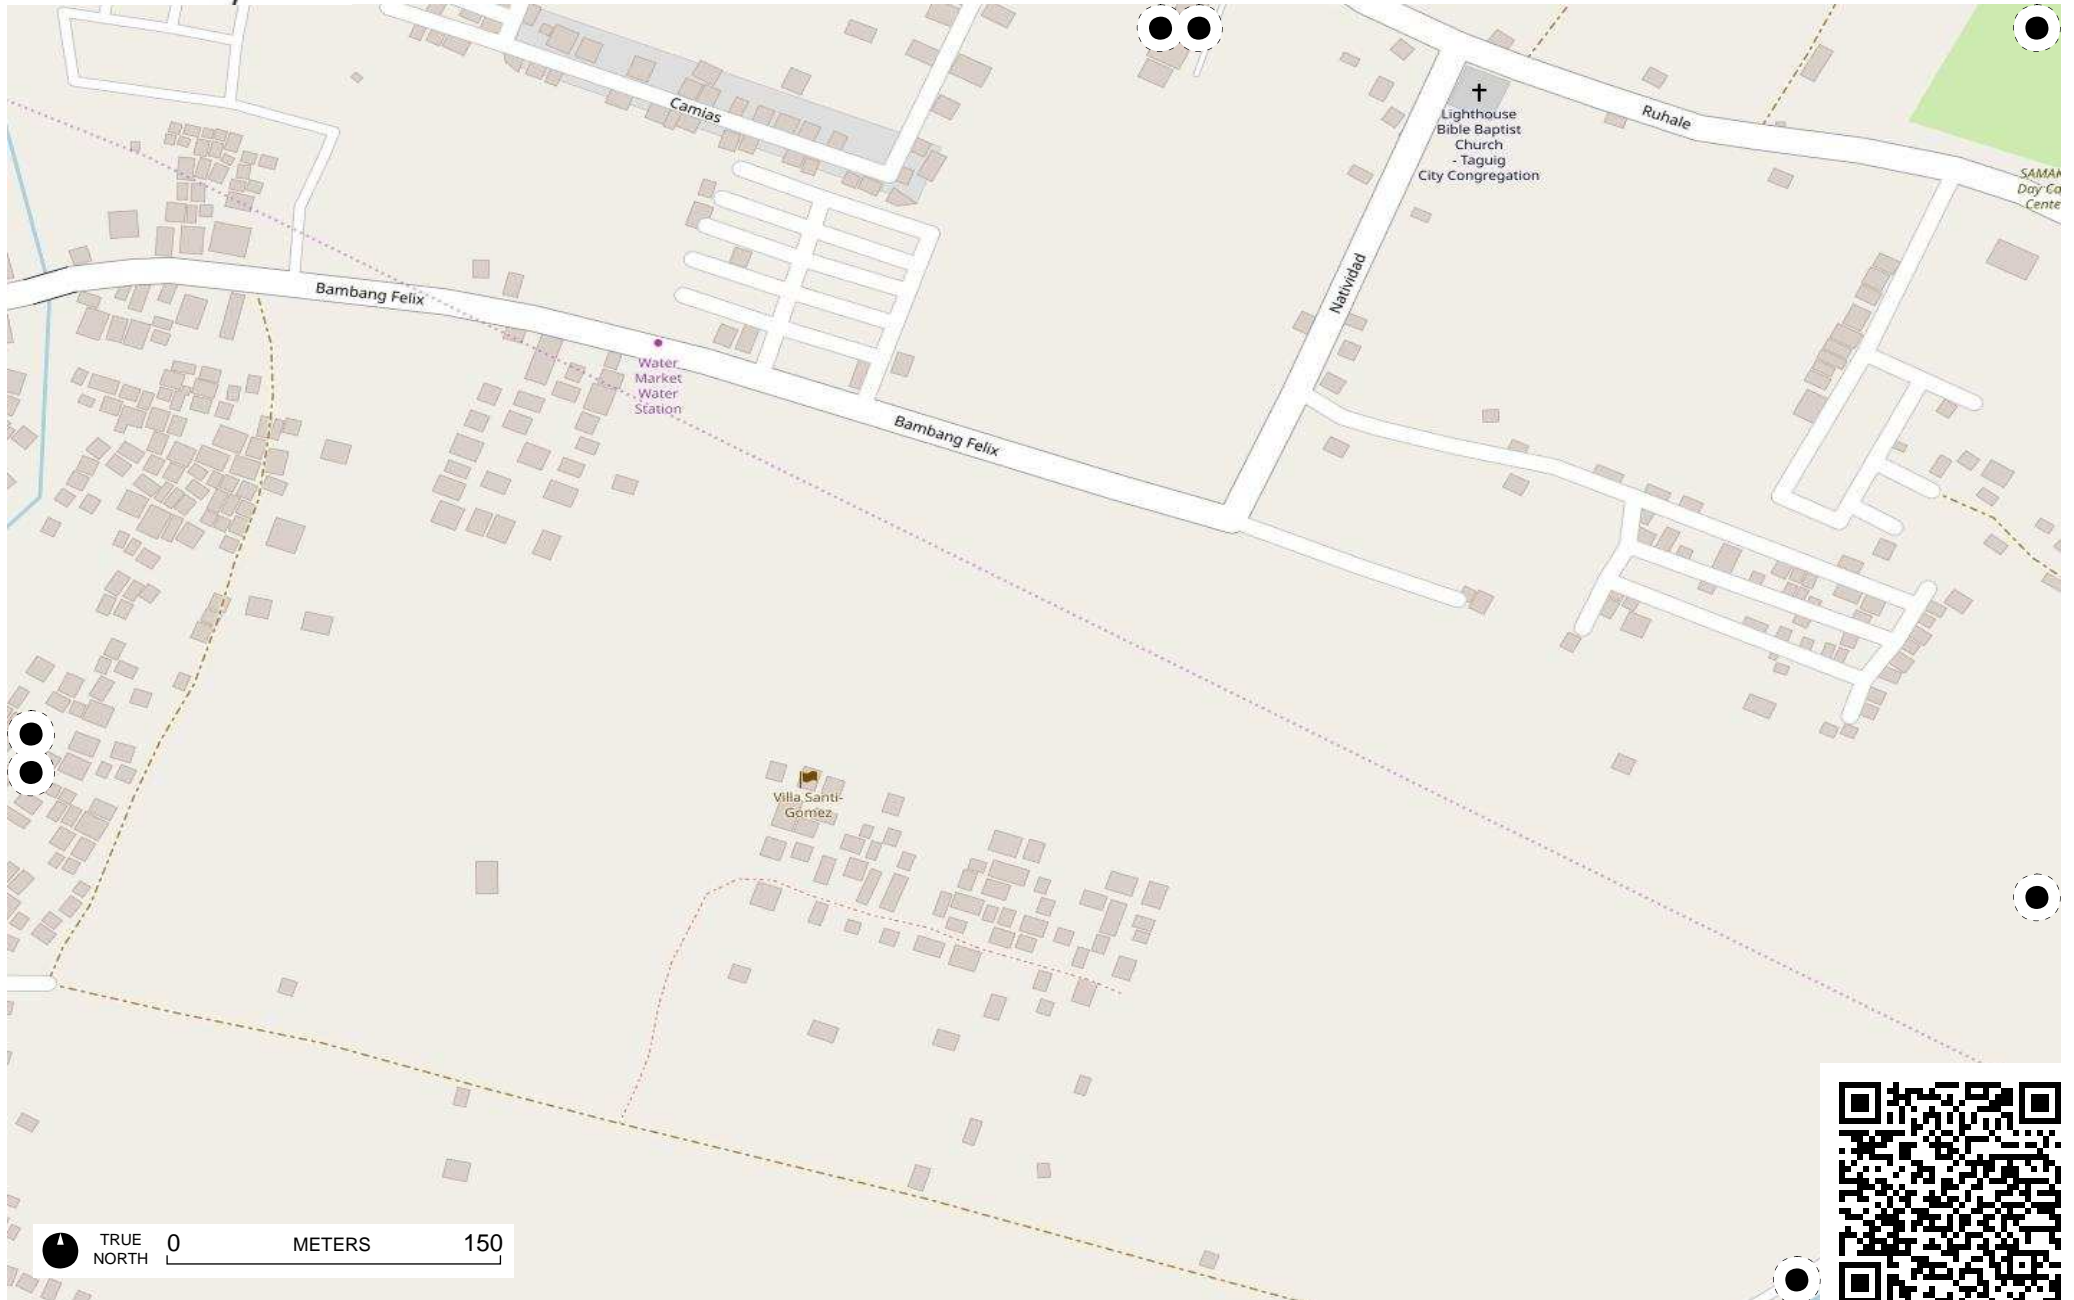 Camias
Ruhale
Lighthouse
Bible Baptist
Church
- Taguig
City Congregation
Day
Natividad
Bambang Felix
Water
Market
Water
Station
Bambang Felix
Villa Santi-
Gomez
TRUE
NORTH
0
METERS
150